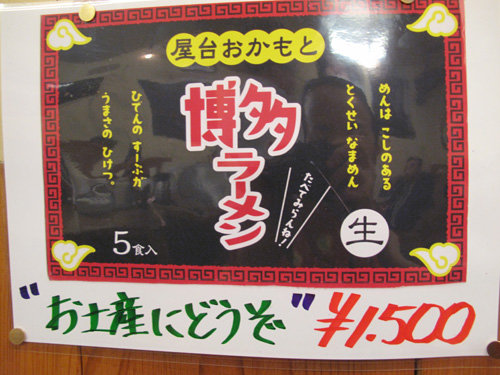 屋台おかもと
博多
ラーメン
めんは こしのある
とくせい なまめん
ひでんの すーぷが
うまさの ひけつ。
たべてみらんね!
生
5食入
"お土産にどうぞ" ¥1.500